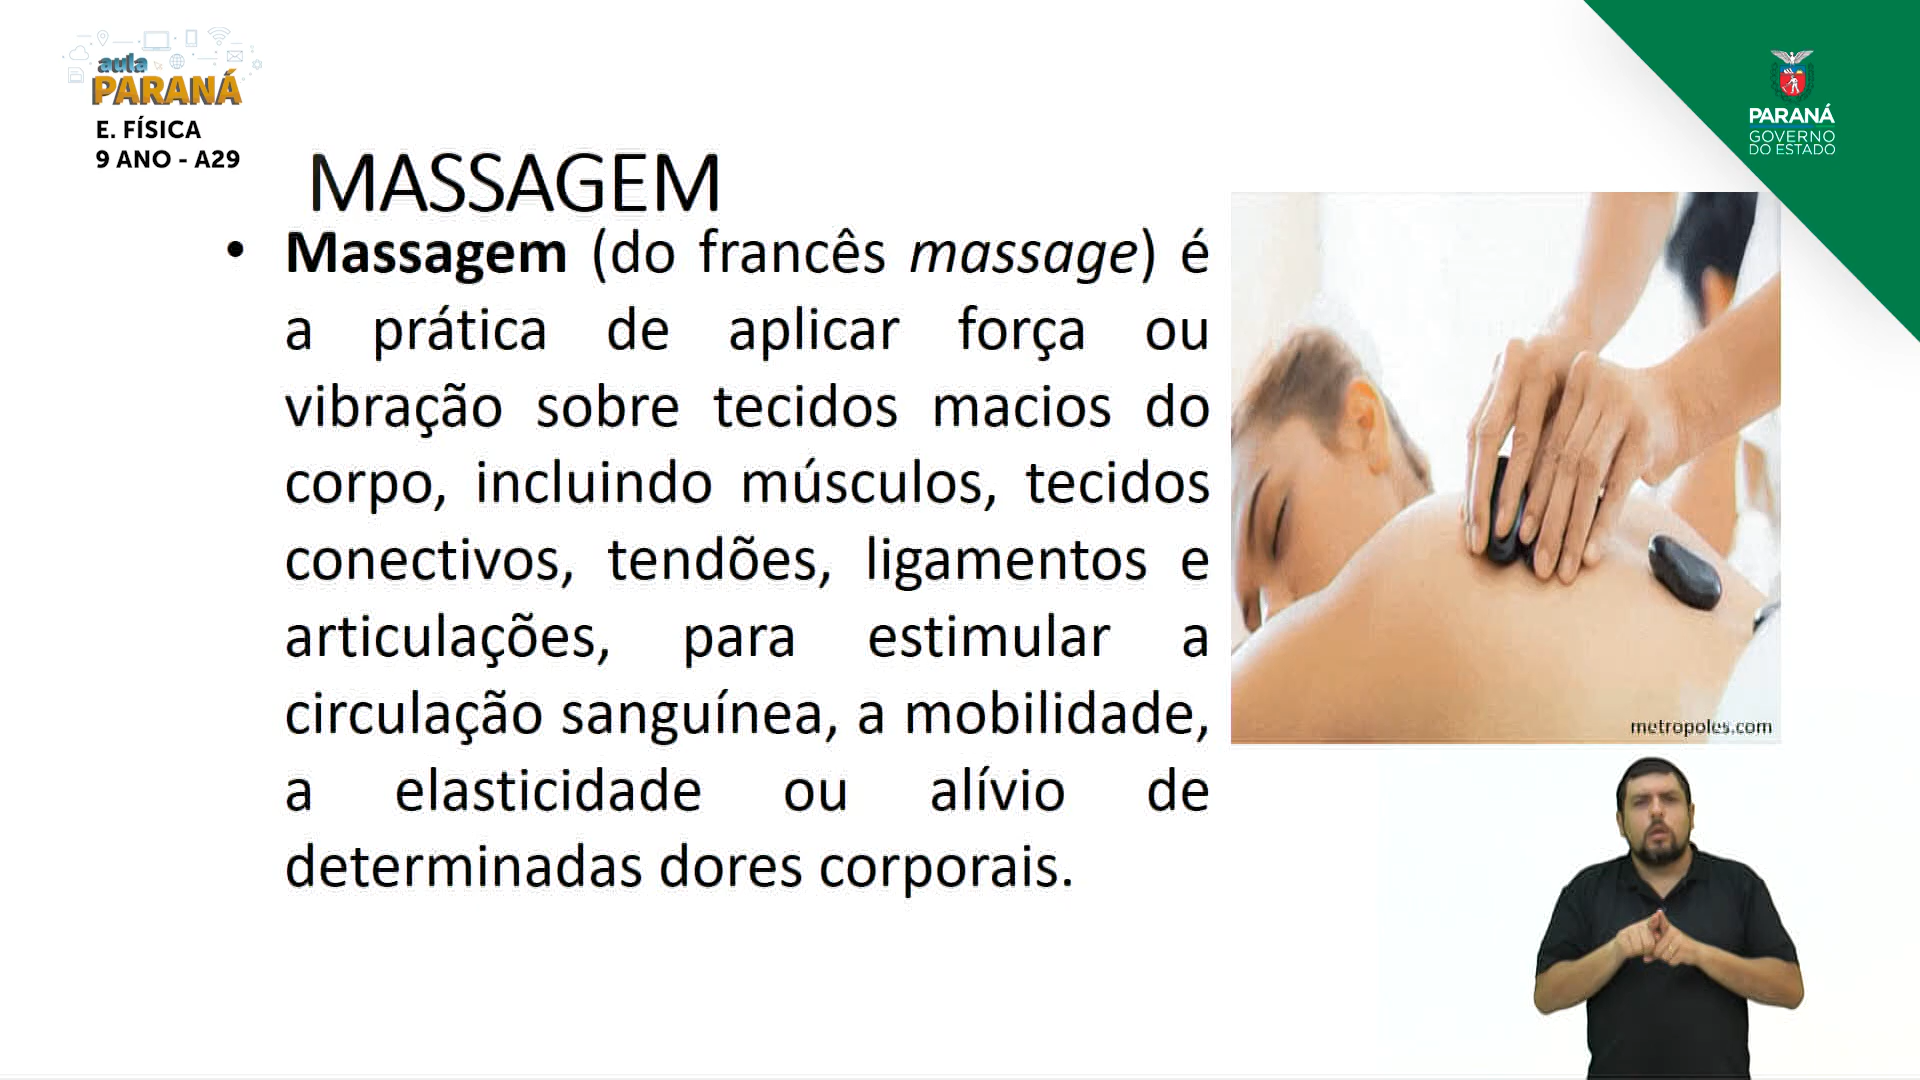 aula
PARANÁ
E. FÍSICA
9 ANO - A29
PARANÁ
GOVERNO
DO ESTADO
MASSAGEM
• Massagem (do francês massage) é
a prática de aplicar força ou
vibração sobre tecidos macios do
corpo, incluindo músculos, tecidos
conectivos, tendões, ligamentos e
articulações, para estimular a
circulação sanguínea, a mobilidade,
a elasticidade ou alívio de
determinadas dores corporais.
metropoles.com